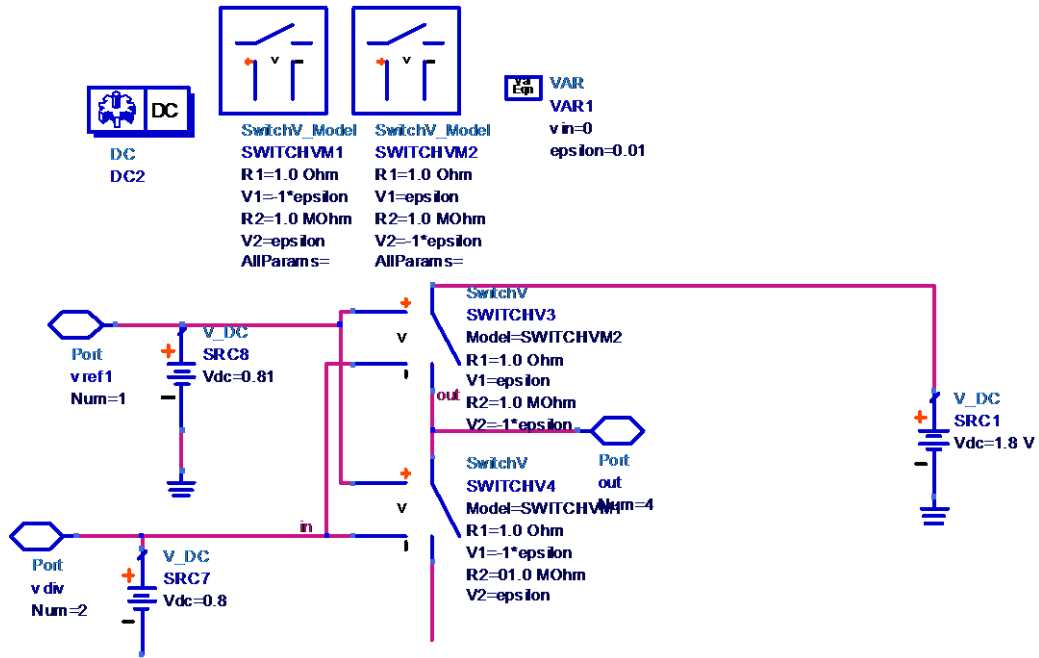 DC
DC
DC2
v
SwitchV_Model
SWITCHVM1
R1=1.0 Ohm
V1=-1*epsilon
R2=1.0 MOhm
V2=epsilon
AllParams=
v
SwitchV_Model
SWITCHVM2
R1=1.0 Ohm
V1=epsilon
R2=1.0 MOhm
V2=-1*epsilon
AllParams=
Var
Eqn
VAR
VAR1
vin=0
epsilon=0.01
Port
vref1
Num=1
V_DC
SRC8
Vdc=0.81
v
SwitchV
SWITCHV3
Model=SWITCHVM2
R1=1.0 Ohm
V1=epsilon
R2=1.0 MOhm
V2=-1*epsilon
out
Port
out
Num=4
V_DC
SRC1
Vdc=1.8 V
v
SwitchV
SWITCHV4
Model=SWITCHVM1
R1=1.0 Ohm
V1=-1*epsilon
R2=01.0 MOhm
V2=epsilon
in
Port
vdiv
Num=2
V_DC
SRC7
Vdc=0.8